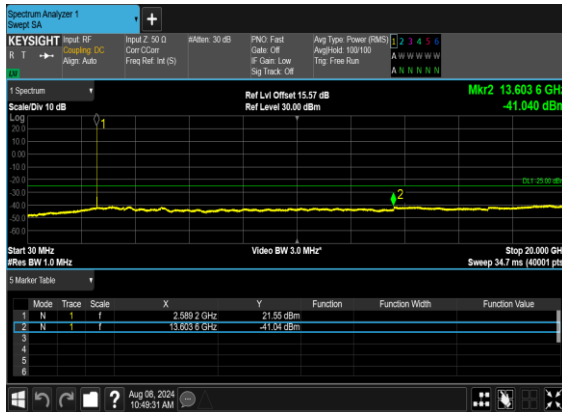 Spectrum Analyzer 1
Swept SA
+
KEYSIGHT Input: RF Input Z: 50 Ω #Atten: 30 dB PNO: Fast Avg Type: Power (RMS) 1 2 3 4 5 6
R T Coupling: DC Corr CCorr Gate: Off Avg|Hold: 100/100 A W W W W W
Align: Auto Freq Ref: Int (S) IF Gain: Low Trig: Free Run
Sig Track: Off A N N N N N
1 Spectrum Ref Lvl Offset 15.57 dB Mkr2 13.603 6 GHz
Scale/Div 10 dB Ref Level 30.00 dBm -41.040 dBm
Log
20.0
10.0
0.00
-10.0
-20.0
-30.0
-40.0
-50.0
-60.0
1
DL1 -25.00 dBm
2
Start 30 MHz Video BW 3.0 MHz* Stop 20.000 GHz
#Res BW 1.0 MHz Sweep 34.7 ms (40001 pts)
5 Marker Table
Mode Trace Scale X Y Function Function Width Function Value
1 N 1 f 2.589 2 GHz 21.55 dBm
2 N 1 f 13.603 6 GHz -41.04 dBm
3
4
5
6
? Aug 08, 2024
10:49:31 AM